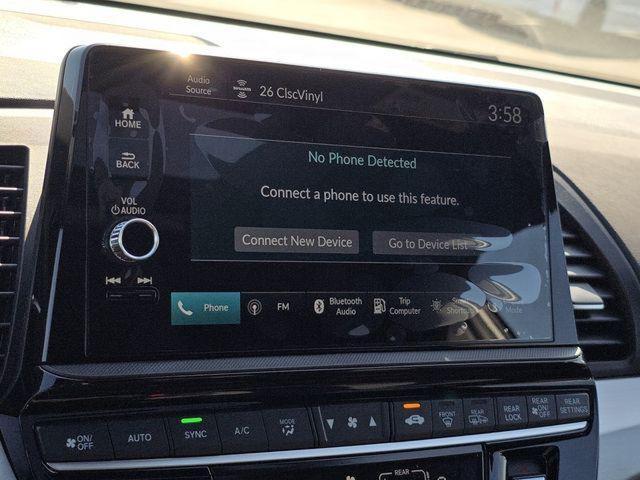 Audio
Source
26 ClscVinyl
3:58
HOME
BACK
VOL
AUDIO
No Phone Detected
Connect a phone to use this feature.
Connect New Device
Go to Device List
Phone
FM
Bluetooth
Audio
Trip
Computer
Shortcuts
Mode
ON/
OFF
AUTO
SYNC
A/C
MODE
FRONT
REAR
REAR
LOCK
REAR
ON/
OFF
REAR
SETTINGS
REAR